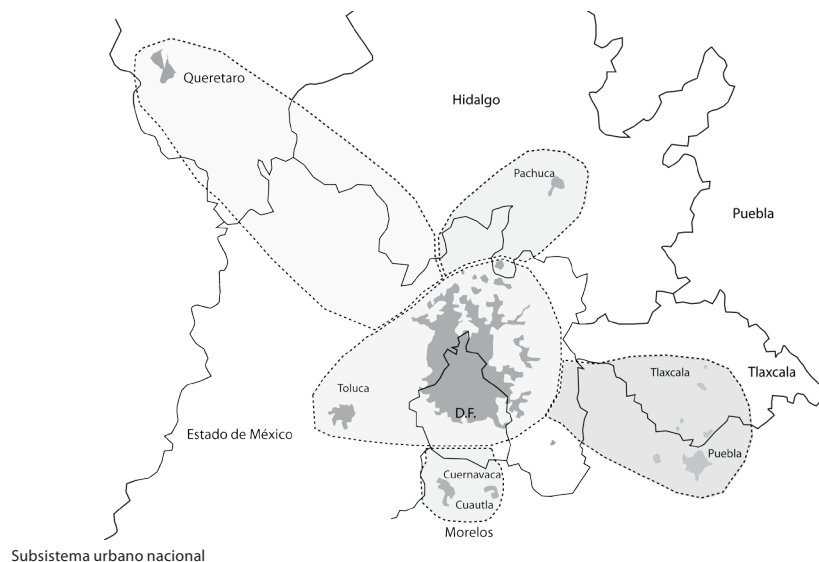 Queretaro
Hidalgo
Pachuca
Puebla
Tlaxcala
Tlaxcala
Toluca
D.F.
Estado de México
Puebla
Cuernavaca
Cuautla
Morelos
Subsistema urbano nacional